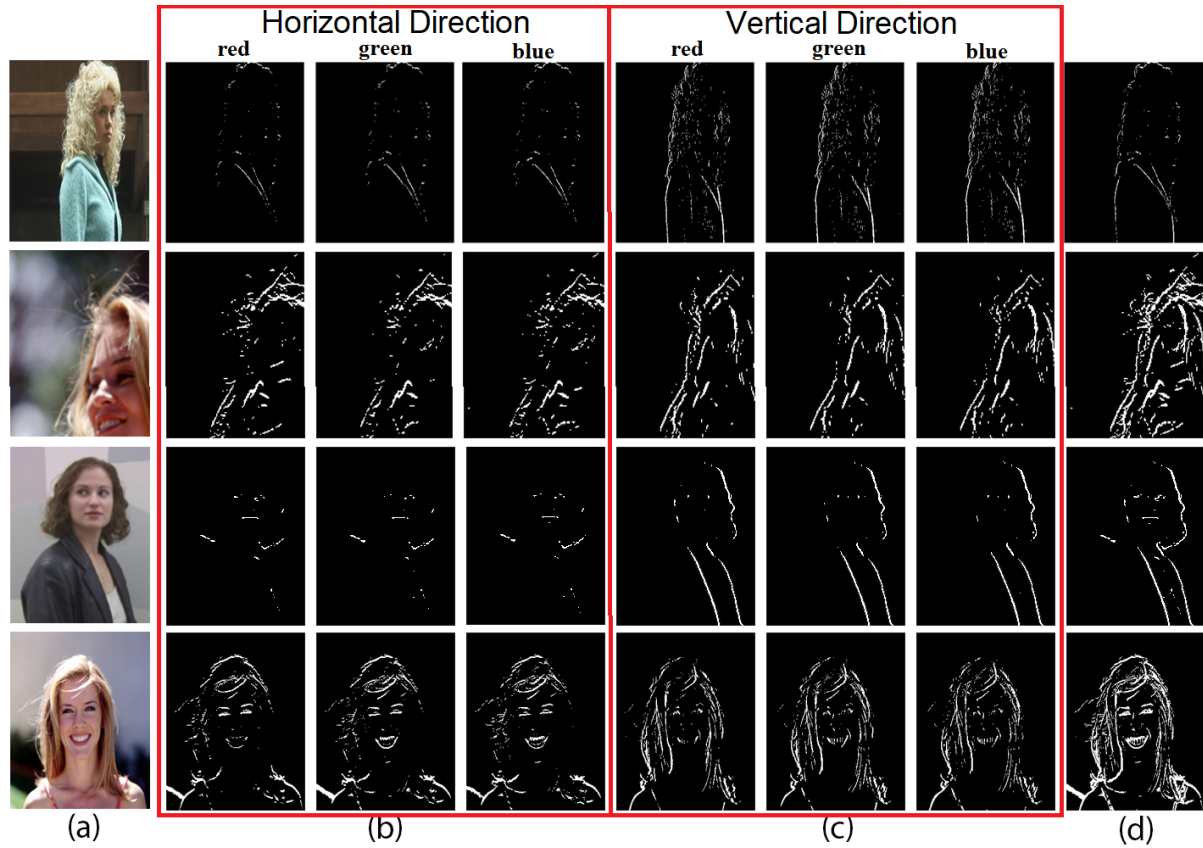 Horizontal Direction
Vertical Direction
red
green
blue
red
green
blue
(a)
(b)
(c)
(d)